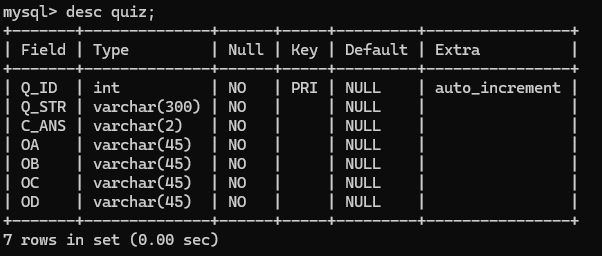 mysql> desc quiz;
+-------+--------------+------+-----+---------+----------------+
| Field | Type         | Null | Key | Default | Extra          |
+-------+--------------+------+-----+---------+----------------+
| Q_ID  | int          | NO   | PRI | NULL    | auto_increment |
| Q_STR | varchar(300) | NO   |     | NULL    |                |
| C_ANS | varchar(2)   | NO   |     | NULL    |                |
| OA    | varchar(45)  | NO   |     | NULL    |                |
| OB    | varchar(45)  | NO   |     | NULL    |                |
| OC    | varchar(45)  | NO   |     | NULL    |                |
| OD    | varchar(45)  | NO   |     | NULL    |                |
+-------+--------------+------+-----+---------+----------------+
7 rows in set (0.00 sec)